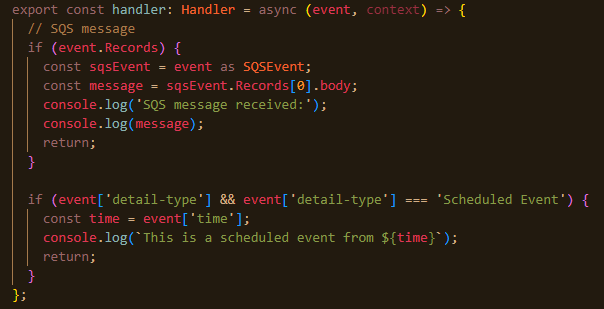 export const handler: Handler = async (event, context) => {
  // SQS message
  if (event.Records) {
    const sqsEvent = event as SQSEvent;
    const message = sqsEvent.Records[0].body;
    console.log('SQS message received:');
    console.log(message);
    return;
  }

  if (event['detail-type'] && event['detail-type'] === 'Scheduled Event') {
    const time = event['time'];
    console.log(`This is a scheduled event from ${time}`);
    return;
  }
};